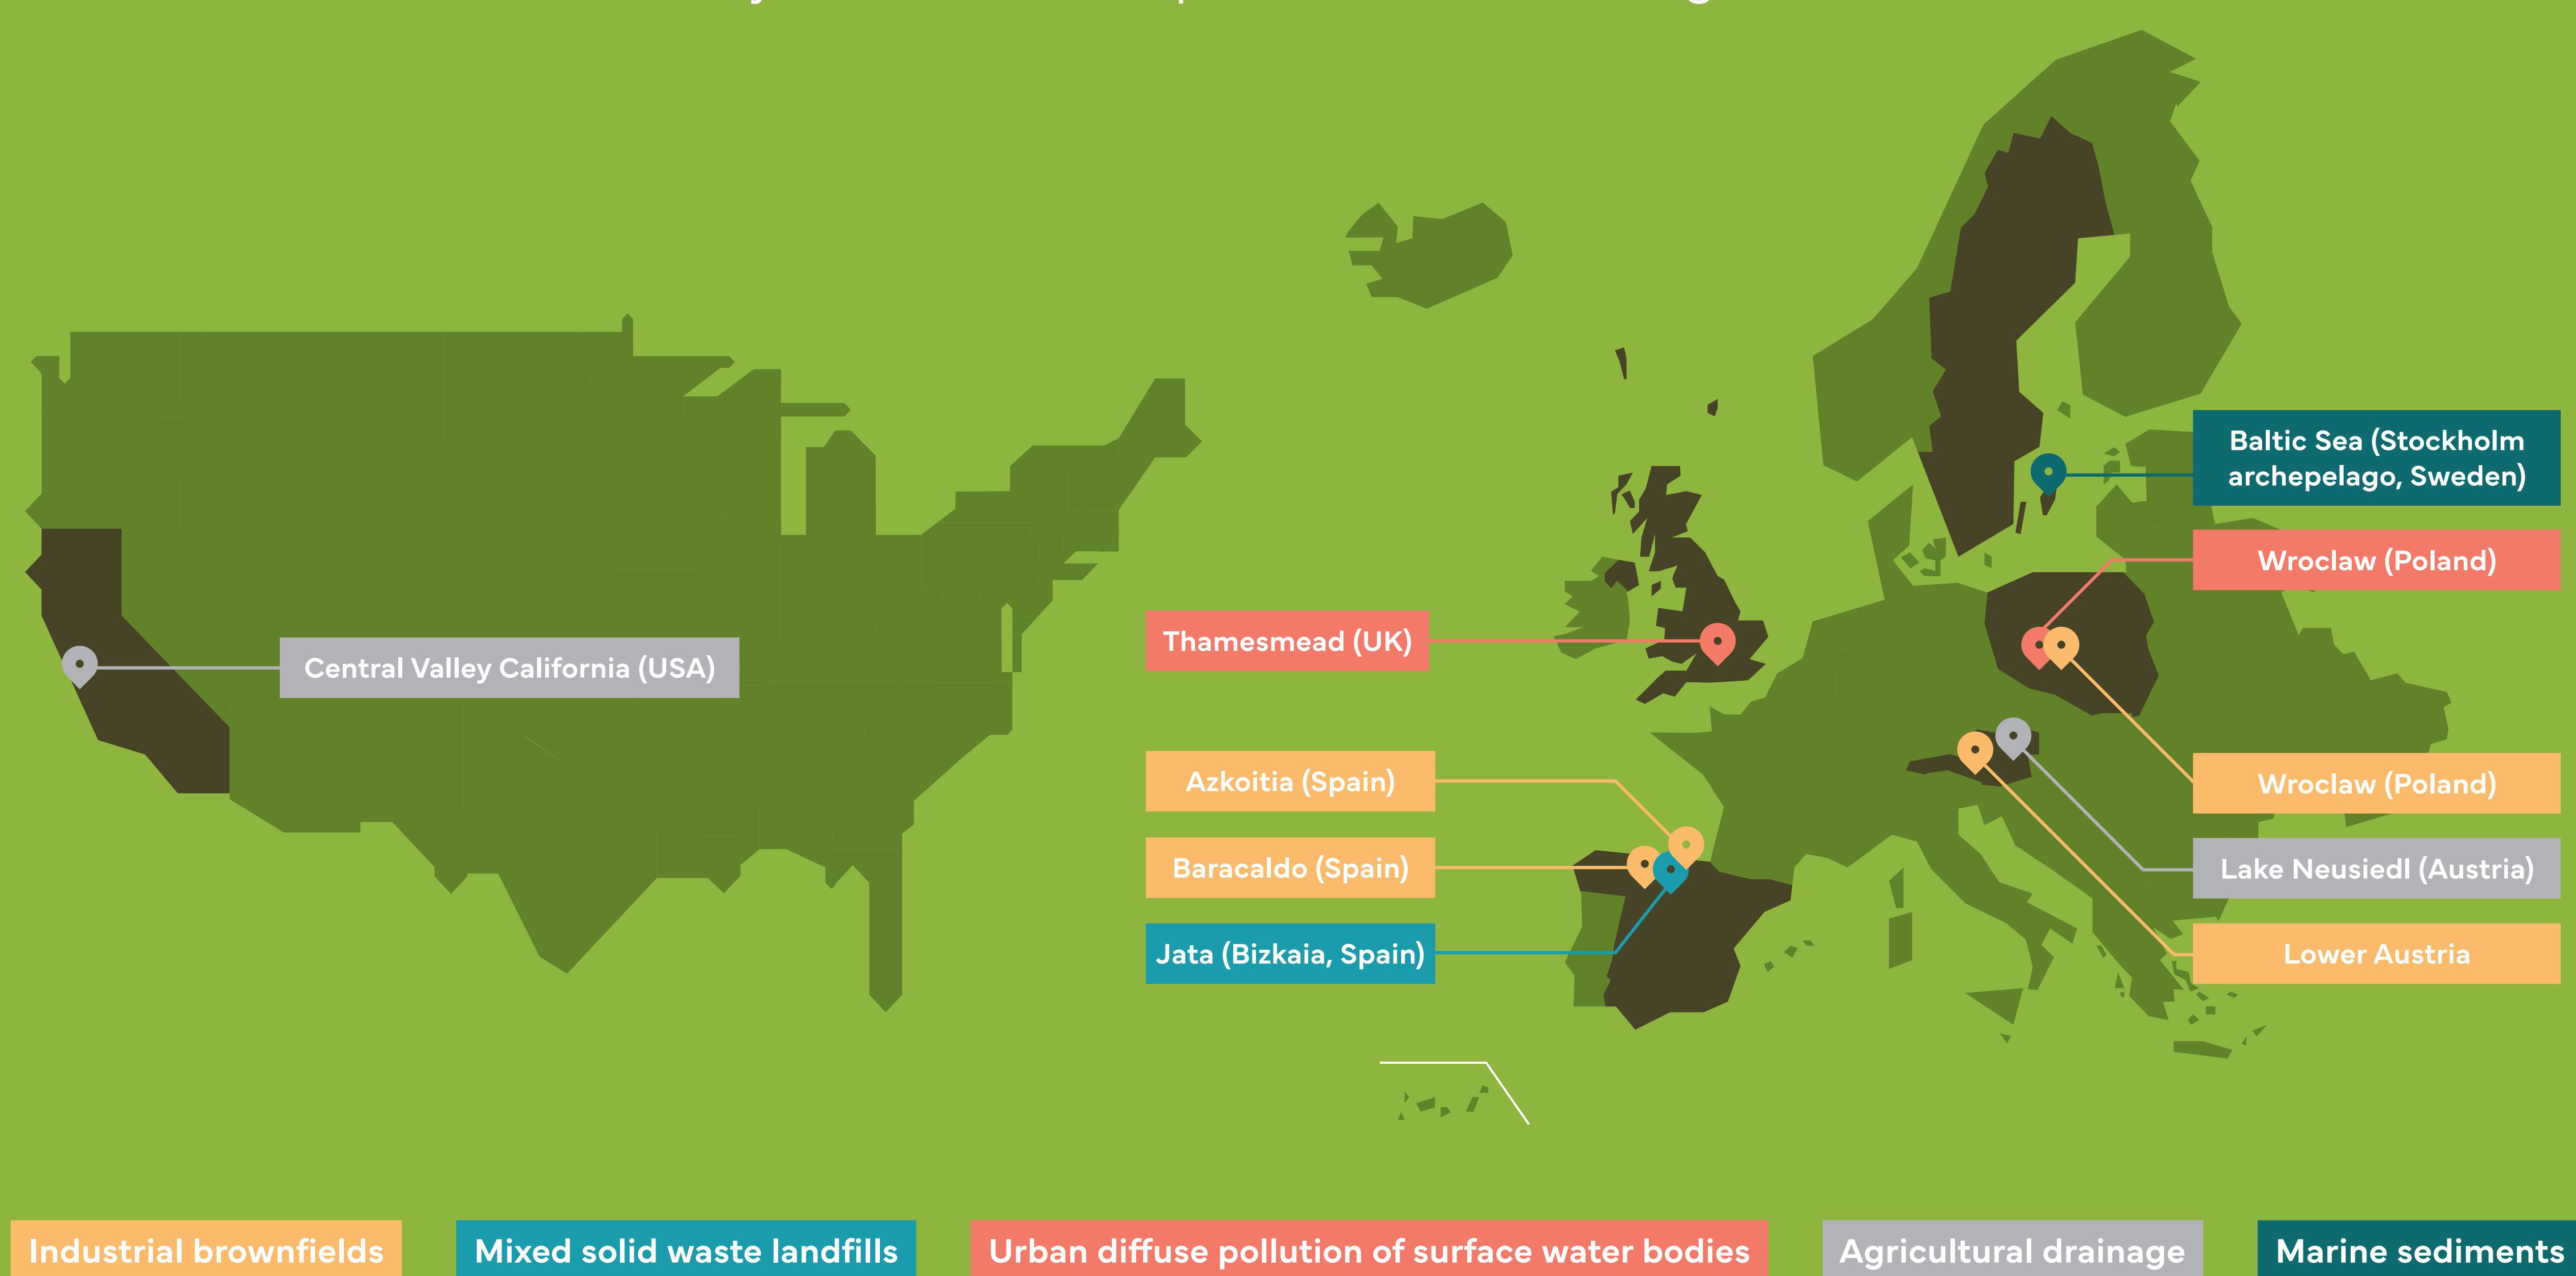 Baltic Sea (Stockholm
archepelago, Sweden)
Wroclaw (Poland)
Thamesmead (UK)
Central Valley California (USA)
Azkoitia (Spain)
Wroclaw (Poland)
Baracaldo (Spain)
Lake Neusiedl (Austria)
Jata (Bizkaia, Spain)
Lower Austria
Industrial brownfields
Mixed solid waste landfills
Urban diffuse pollution of surface water bodies
Agricultural drainage
Marine sediments